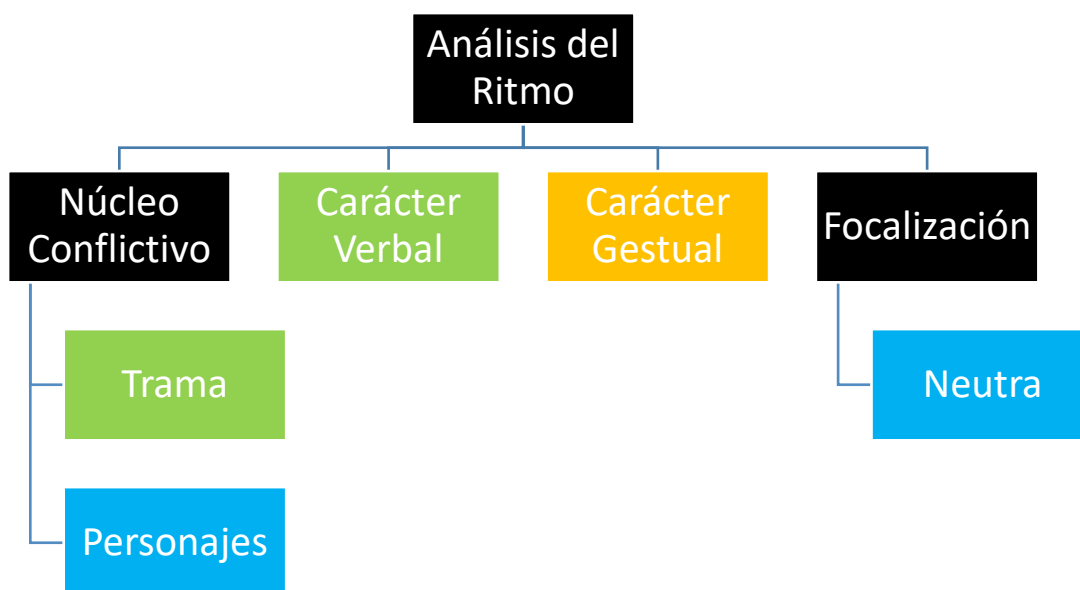 Análisis del
Ritmo
Núcleo
Conflictivo
Carácter
Verbal
Carácter
Gestual
Focalización
Trama
Neutra
Personajes